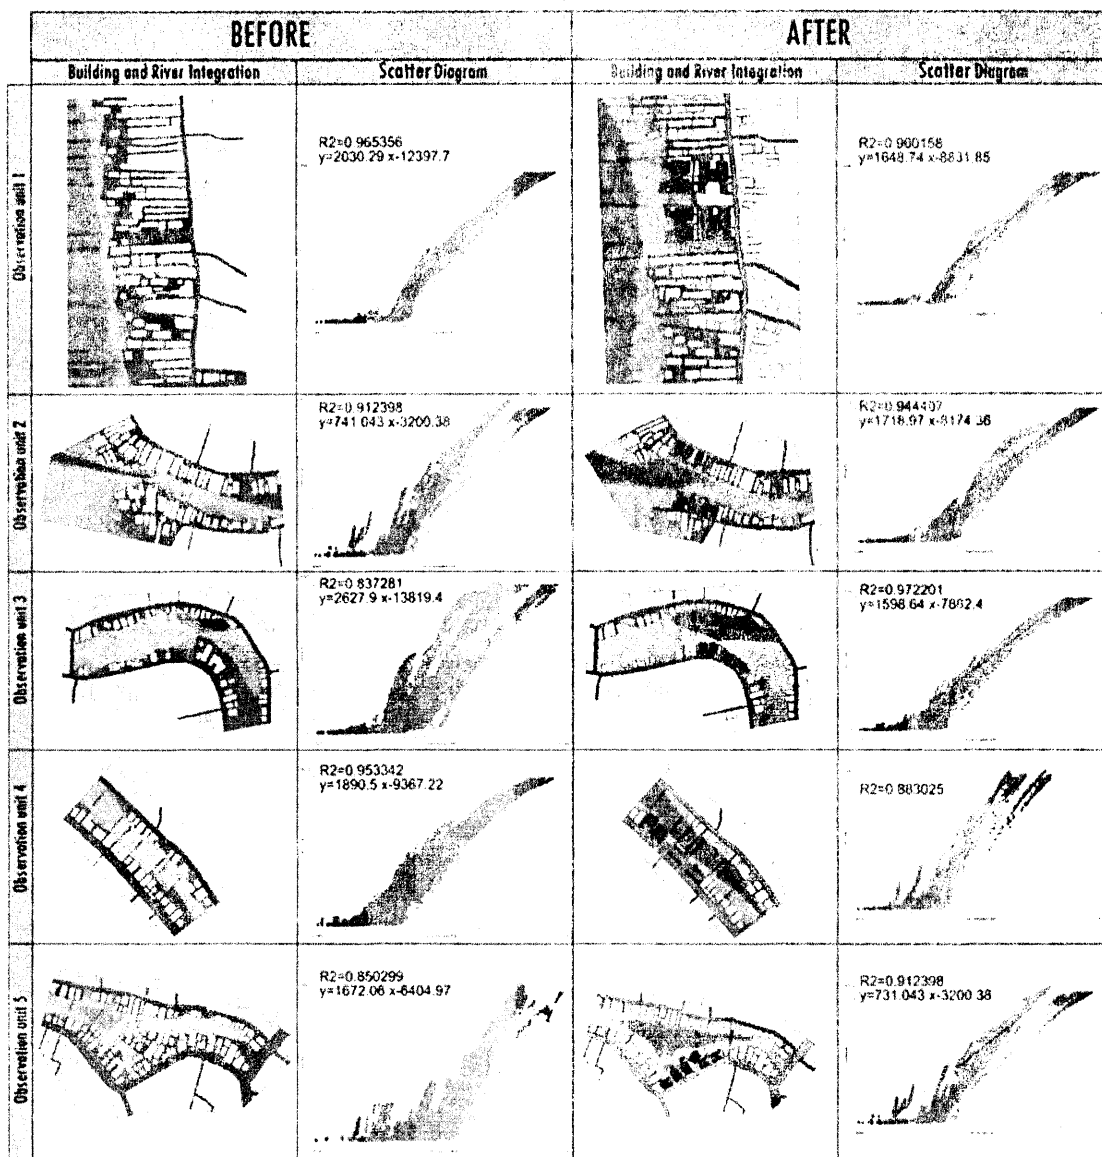 BEFORE
AFTER
Building and River Integration
Scatter Diagram
Building and River Integration
Scatter Diagram
Observation unit 1
R2=0.965356
y=2030.29 x-12397.7
R2=0.960158
y=1648.74 x-8831.85
Observation unit 2
R2=0.912398
y=741.043 x-3200.38
R2=0.944407
y=1718.97 x-8174.36
Observation unit 3
R2=0.837281
y=2627.9 x-13819.4
R2=0.972201
y=1598.64 x-7862.4
Observation unit 4
R2=0.953342
y=1890.5 x-9367.22
R2=0.883025
Observation unit 5
R2=0.850299
y=1672.06 x-6404.97
R2=0.912398
y=731.043 x-3200.38